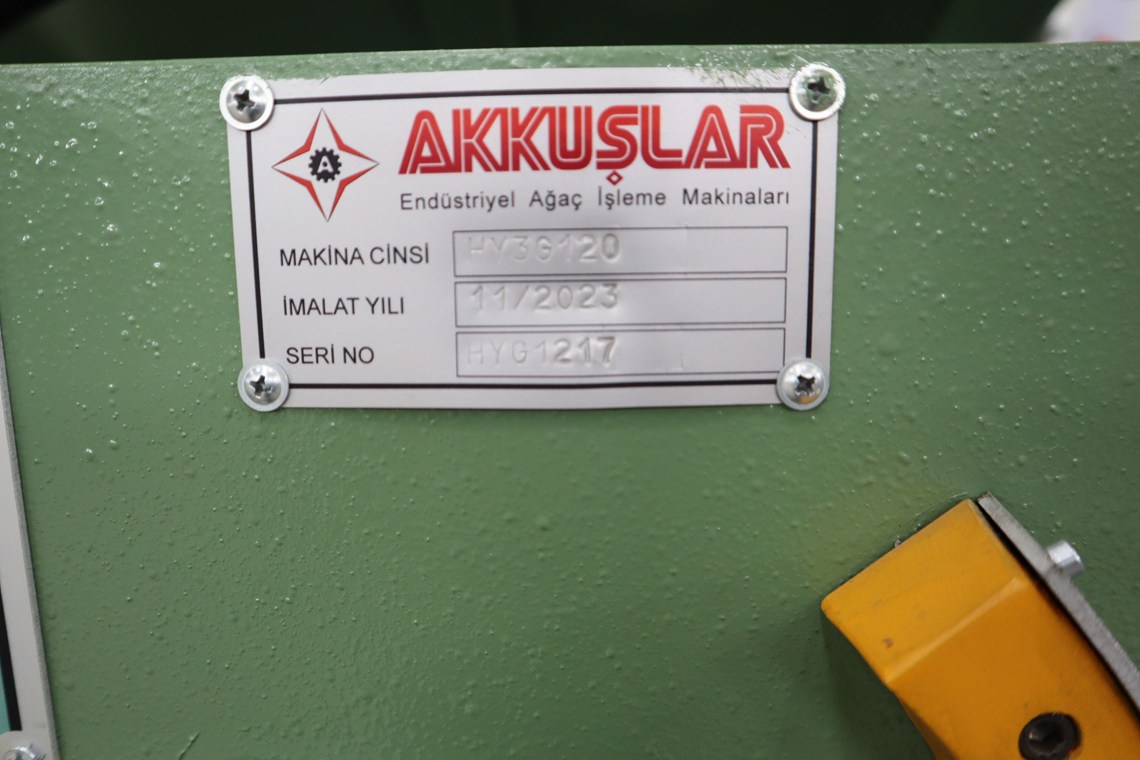 AKKUŞLAR
Endüstriyel Ağaç İşleme Makinaları
MAKİNA CİNSİ HY3G120
İMALAT YILI 11/2023
SERİ NO HYG1217